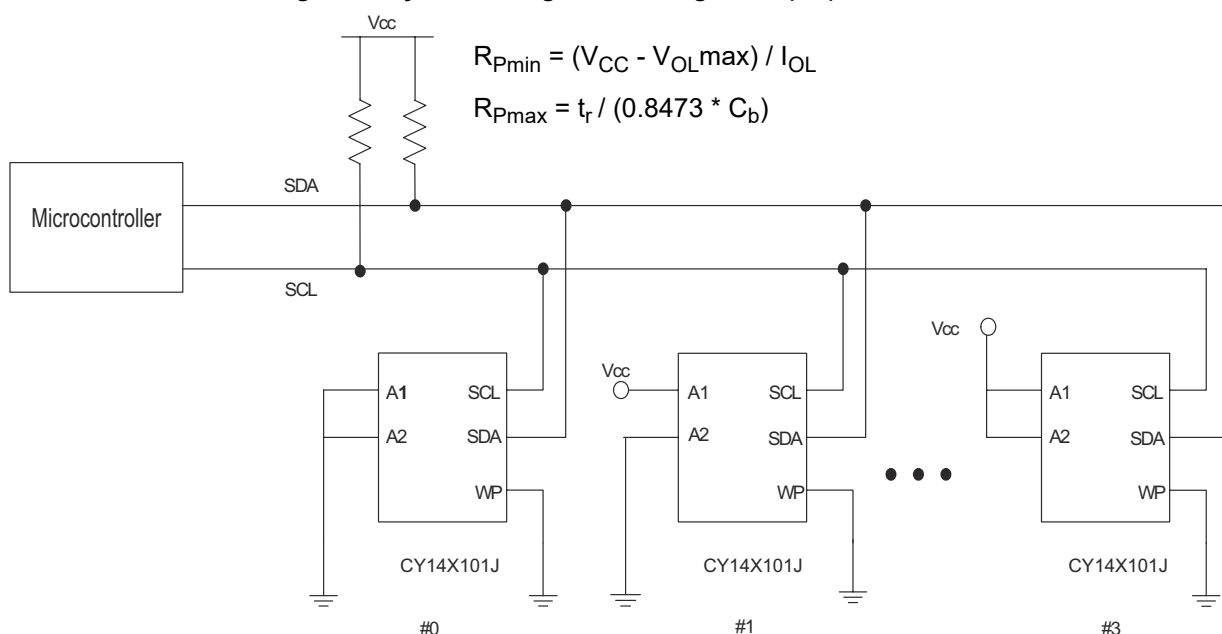 Vcc
R_Pmin = (V_CC - V_OLmax) / I_OL
R_Pmax = t_r / (0.8473 * C_b)
SDA
Microcontroller
SCL
Vcc
Vcc
A1 SCL
A2 SDA
WP
A1 SCL
A2 SDA
WP
A1 SCL
A2 SDA
WP
CY14X101J CY14X101J CY14X101J
#0 #1 #3